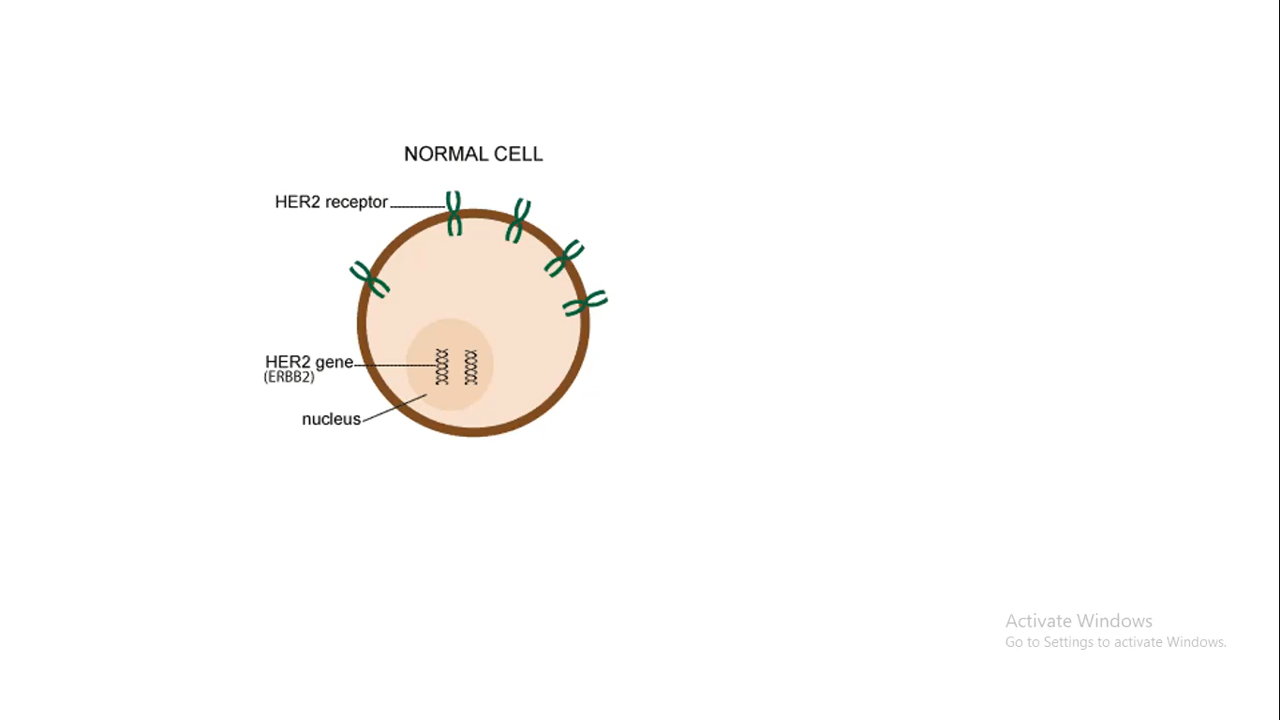 NORMAL CELL
HER2 receptor
HER2 gene
(ERBB2)
nucleus
Activate Windows
Go to Settings to activate Windows.